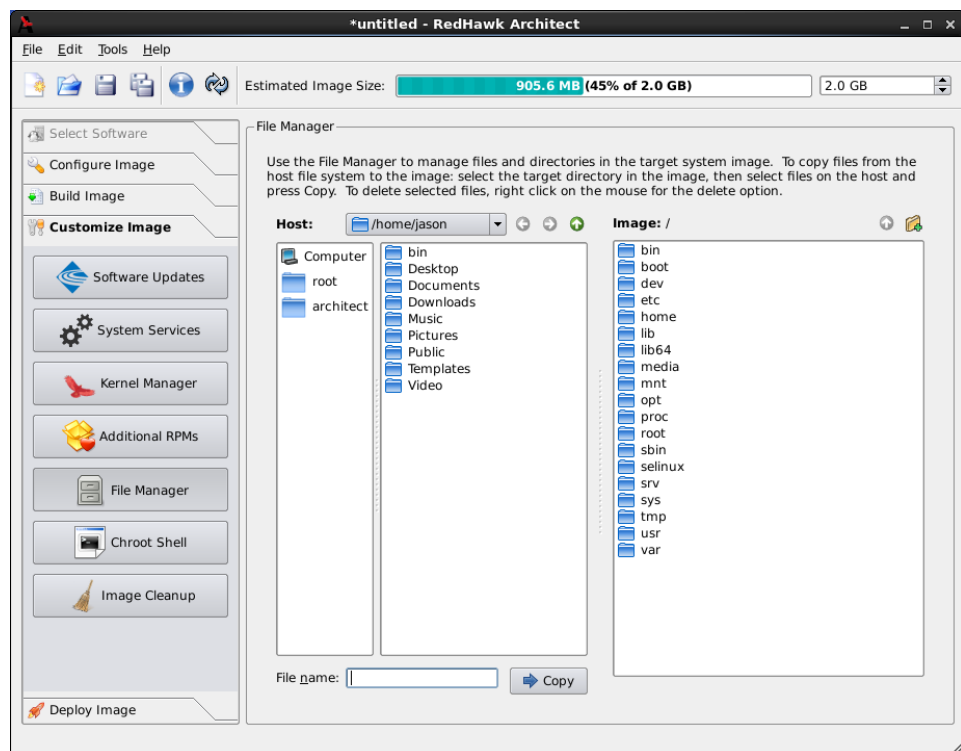 *untitled - RedHawk Architect
File Edit Tools Help
Estimated Image Size: 905.6 MB (45% of 2.0 GB) 2.0 GB
Select Software
Configure Image
Build Image
Customize Image
Software Updates
System Services
Kernel Manager
Additional RPMs
File Manager
Chroot Shell
Image Cleanup
Deploy Image
File Manager
Use the File Manager to manage files and directories in the target system image. To copy files from the
host file system to the image: select the target directory in the image, then select files on the host and
press Copy. To delete selected files, right click on the mouse for the delete option.
Host: /home/jason
Computer
root
architect
bin
Desktop
Documents
Downloads
Music
Pictures
Public
Templates
Video
File name: Copy
Image: /
bin
boot
dev
etc
home
lib
lib64
media
mnt
opt
proc
root
sbin
selinux
srv
sys
tmp
usr
var